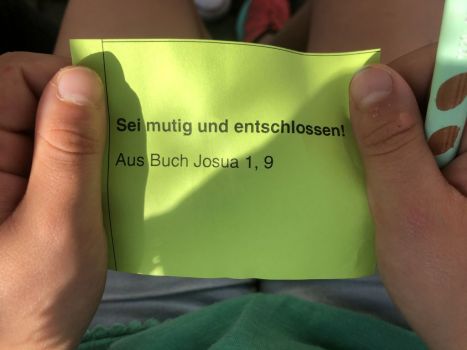 Sei mutig und entschlossen!
Aus Buch Josua 1, 9